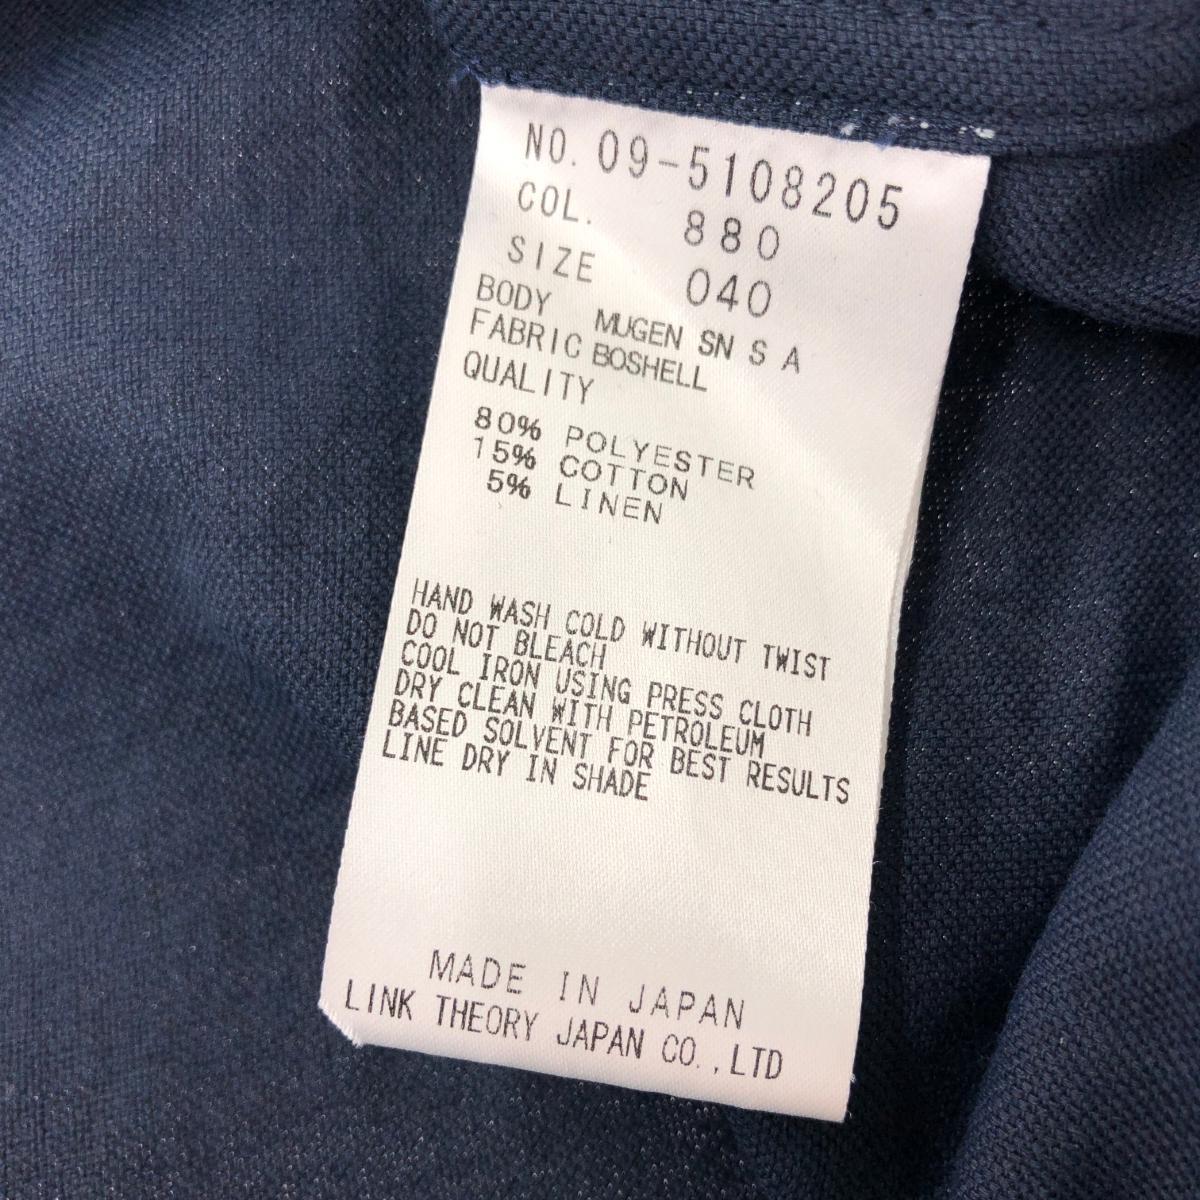 NO. 09-5108205
COL. 880
SIZE 040
BODY MUGEN SN S A
FABRIC BOSHELL
QUALITY
80% POLYESTER
15% COTTON
5% LINEN
HAND WASH COLD WITHOUT TWIST
DO NOT BLEACH
COOL IRON USING PRESS CLOTH
DRY CLEAN WITH PETROLEUM
BASED SOLVENT FOR BEST RESULTS
LINE DRY IN SHADE
MADE IN JAPAN
LINK THEORY JAPAN CO.,LTD